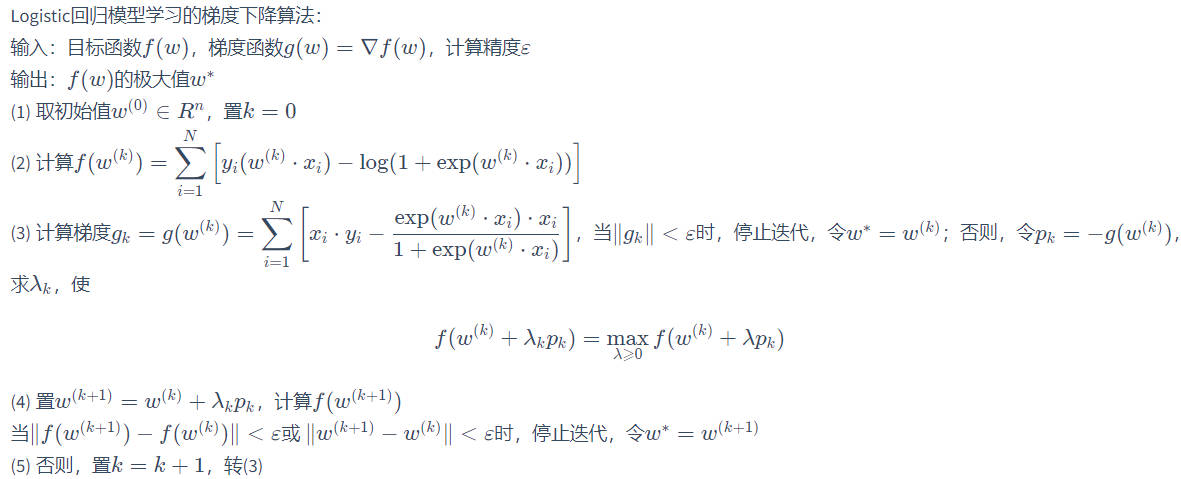 Logistic回归模型学习的梯度下降算法：
输入：目标函数$f(w)$，梯度函数$g(w) = \nabla f(w)$，计算精度$\varepsilon$
输出：$f(w)$的极大值$w^*$
(1) 取初始值$w^{(0)} \in R^n$，置$k = 0$
(2) 计算$f(w^{(k)}) = \sum_{i=1}^{N} \left[ y_i(w^{(k)} \cdot x_i) - \log(1 + \exp(w^{(k)} \cdot x_i)) \right]$
(3) 计算梯度$g_k = g(w^{(k)}) = \sum_{i=1}^{N} \left[ x_i \cdot y_i - \frac{\exp(w^{(k)} \cdot x_i) \cdot x_i}{1 + \exp(w^{(k)} \cdot x_i)} \right]$，当$\|g_k\| < \varepsilon$时，停止迭代，令$w^* = w^{(k)}$；否则，令$p_k = -g(w^{(k)})$，
求$\lambda_k$，使
$f(w^{(k)} + \lambda_k p_k) = \max_{\lambda \geqslant 0} f(w^{(k)} + \lambda p_k)$
(4) 置$w^{(k+1)} = w^{(k)} + \lambda_k p_k$，计算$f(w^{(k+1)})$
当$\|f(w^{(k+1)}) - f(w^{(k)})\| < \varepsilon$或 $\|w^{(k+1)} - w^{(k)}\| < \varepsilon$时，停止迭代，令$w^* = w^{(k+1)}$
(5) 否则，置$k = k + 1$，转(3)